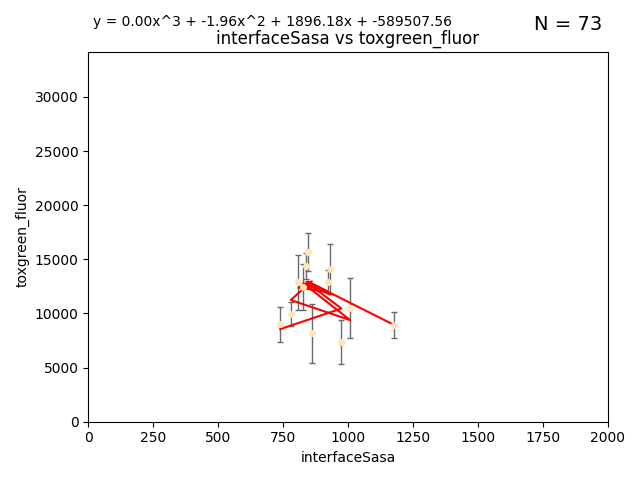 y = 0.00x^3 + -1.96x^2 + 1896.18x + -589507.56
N = 73
interfaceSasa vs toxgreen_fluor
30000
25000
20000
15000
10000
5000
0
toxgreen_fluor
0 250 500 750 1000 1250 1500 1750 2000
interfaceSasa